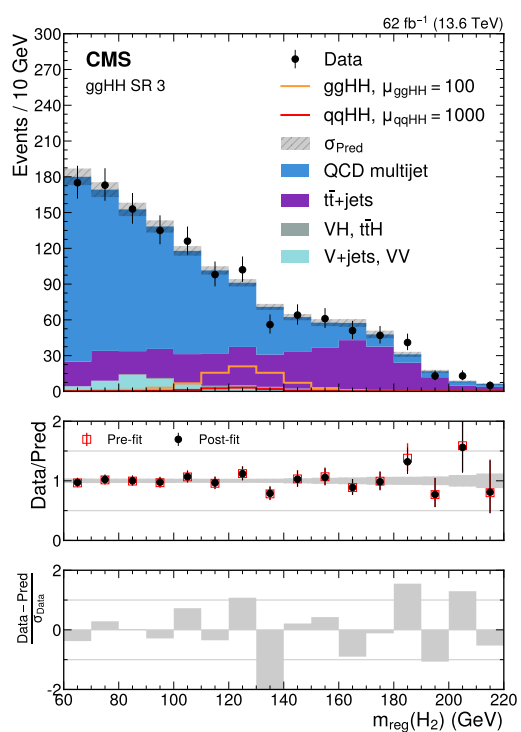 62 fb⁻¹ (13.6 TeV)
CMS
ggHH SR 3
Data
ggHH, μggHH = 100
qqHH, μqqHH = 1000
σPred
QCD multijet
tt̄+jets
VH, tt̄H
V+jets, VV
Events / 10 GeV
300
270
240
210
180
150
120
90
60
30
0
Data/Pred
2
1
0
Pre-fit
Post-fit
Data − Pred
σData
2
0
-2
60 80 100 120 140 160 180 200 220
mreg(H2) (GeV)